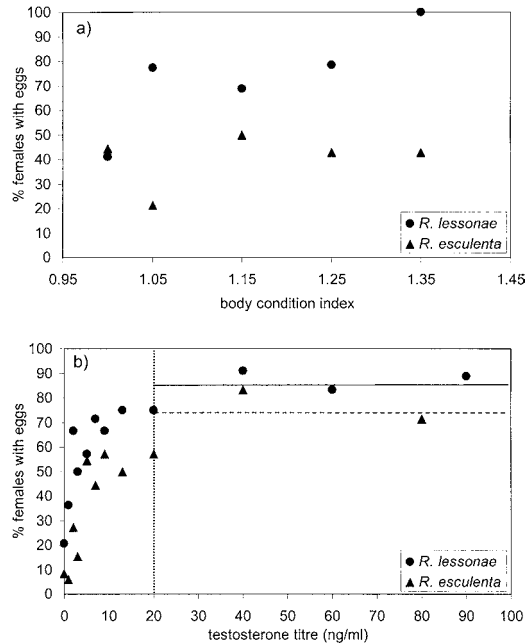 a)
% females with eggs
100
90
80
70
60
50
40
30
20
10
0
0.95 1.05 1.15 1.25 1.35 1.45
body condition index
R. lessonae
R. esculenta
b)
% females with eggs
100
90
80
70
60
50
40
30
20
10
0
0 10 20 30 40 50 60 70 80 90 100
testosterone titre (ng/ml)
R. lessonae
R. esculenta